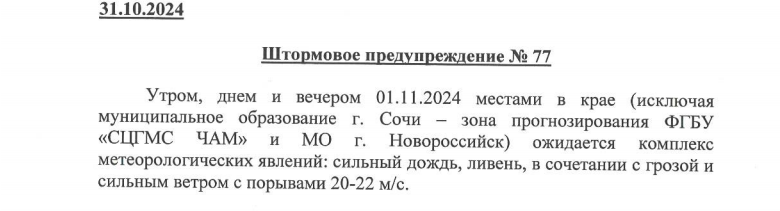 31.10.2024
Штормовое предупреждение № 77
Утром, днем и вечером 01.11.2024 местами в крае (исключая
муниципальное образование г. Сочи – зона прогнозирования ФГБУ
«СЦГМС ЧАМ» и МО г. Новороссийск) ожидается комплекс
метеорологических явлений: сильный дождь, ливень, в сочетании с грозой и
сильным ветром с порывами 20-22 м/с.